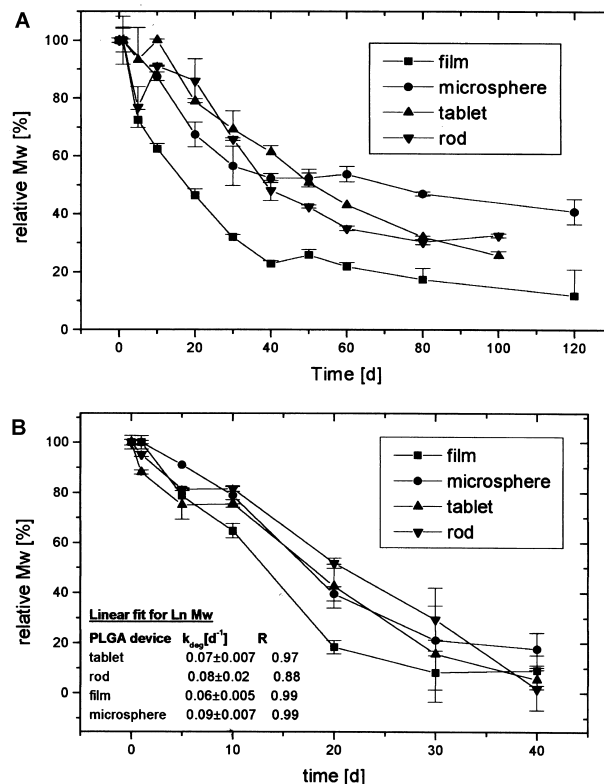 A
100
80
60
40
20
0
relative Mw [%]
film
microsphere
tablet
rod
0 20 40 60 80 100 120
Time [d]
B
100
80
60
40
20
0
relative Mw [%]
film
microsphere
tablet
rod
Linear fit for Ln Mw
PLGA device k_deg[d⁻¹] R
tablet 0.07±0.007 0.97
rod 0.08±0.02 0.88
film 0.06±0.005 0.99
microsphere 0.09±0.007 0.99
0 10 20 30 40
time [d]